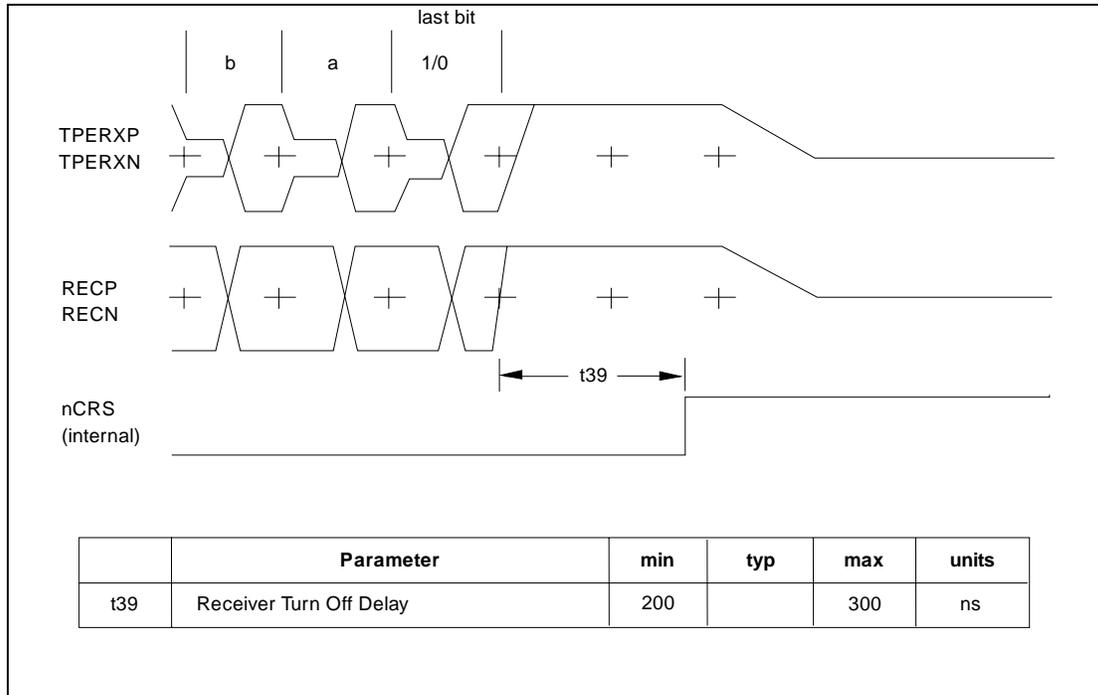 last bit
b a 1/0
TPERXP
TPERXN
RECP
RECN
t39
nCRS
(internal)
Parameter min typ max units
t39 Receiver Turn Off Delay 200 300 ns